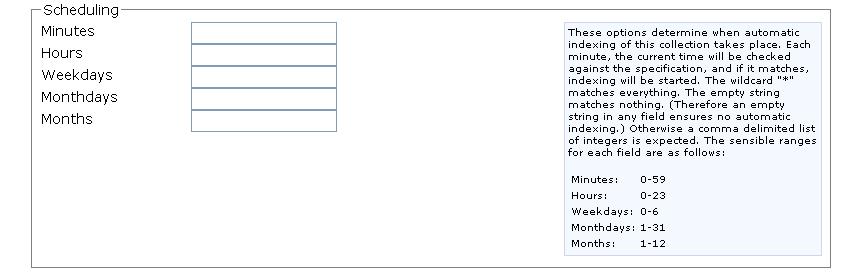 Scheduling
Minutes
Hours
Weekdays
Monthdays
Months
These options determine when automatic
indexing of this collection takes place. Each
minute, the current time will be checked
against the specification, and if it matches,
indexing will be started. The wildcard "*"
matches everything. The empty string
matches nothing. (Therefore an empty
string in any field ensures no automatic
indexing.) Otherwise a comma delimited list
of integers is expected. The sensible ranges
for each field are as follows:
Minutes: 0-59
Hours: 0-23
Weekdays: 0-6
Monthdays: 1-31
Months: 1-12